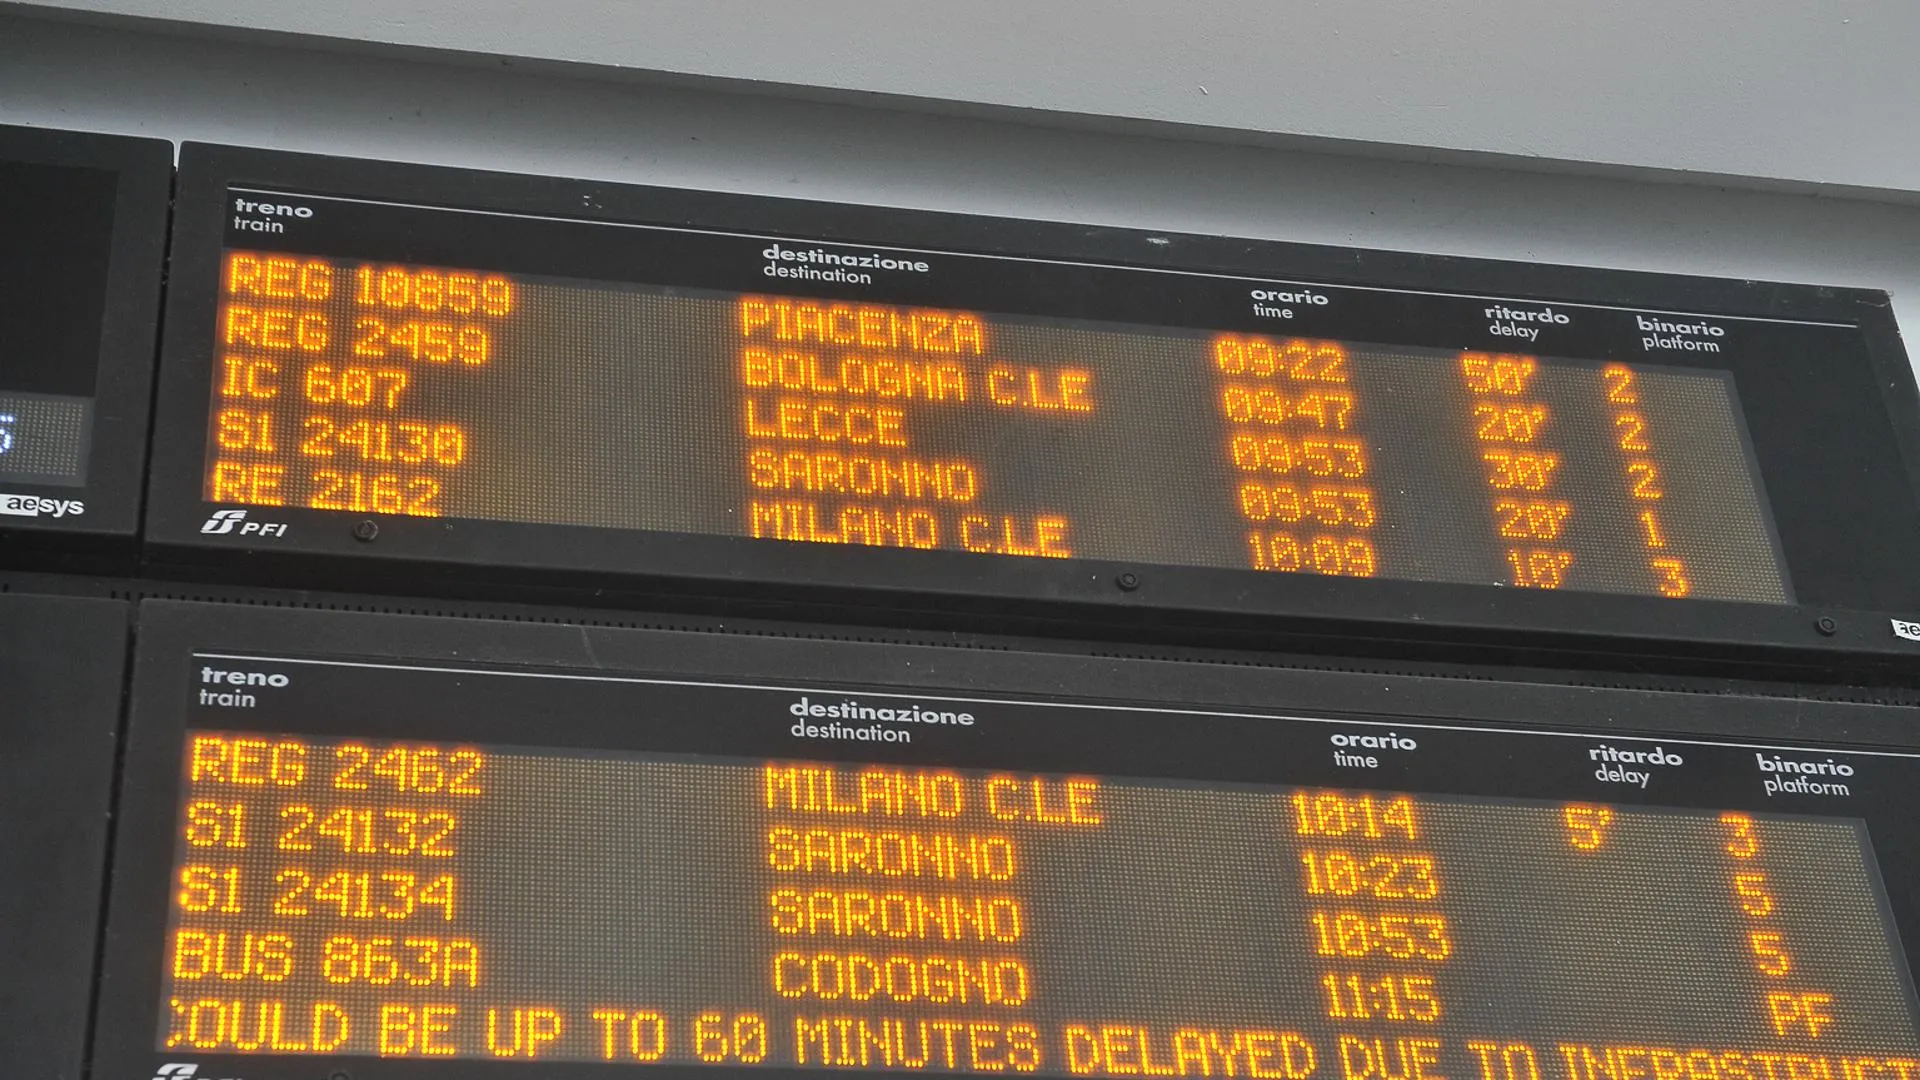 treno destinazione orario ritardo binario
train destination time delay platform
REG 10859 PIACENZA 09:22 50' 2
REG 2459 BOLOGNA C.LE 09:47 20' 2
IC 607 LECCE 09:53 30' 2
S1 24130 SARONNO 09:53 20' 1
RE 2162 MILANO C.LE 10:09 10' 3
aesys
treno destinazione orario ritardo binario
train destination time delay platform
REG 2462 MILANO C.LE 10:14 5' 3
S1 24132 SARONNO 10:23 5
S1 24134 SARONNO 10:53 5
BUS 863A CODOGNO 11:15 PF
COULD BE UP TO 60 MINUTES DELAYED DUE TO INFRASTRUCT